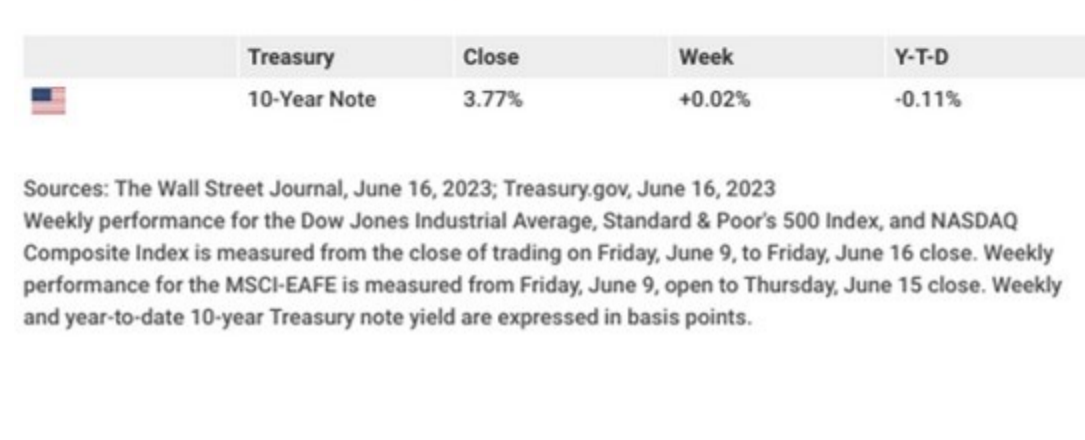 Treasury Close Week Y-T-D
10-Year Note 3.77% +0.02% -0.11%
Sources: The Wall Street Journal, June 16, 2023; Treasury.gov, June 16, 2023
Weekly performance for the Dow Jones Industrial Average, Standard & Poor's 500 Index, and NASDAQ
Composite Index is measured from the close of trading on Friday, June 9, to Friday, June 16 close. Weekly
performance for the MSCI-EAFE is measured from Friday, June 9, open to Thursday, June 15 close. Weekly
and year-to-date 10-year Treasury note yield are expressed in basis points.